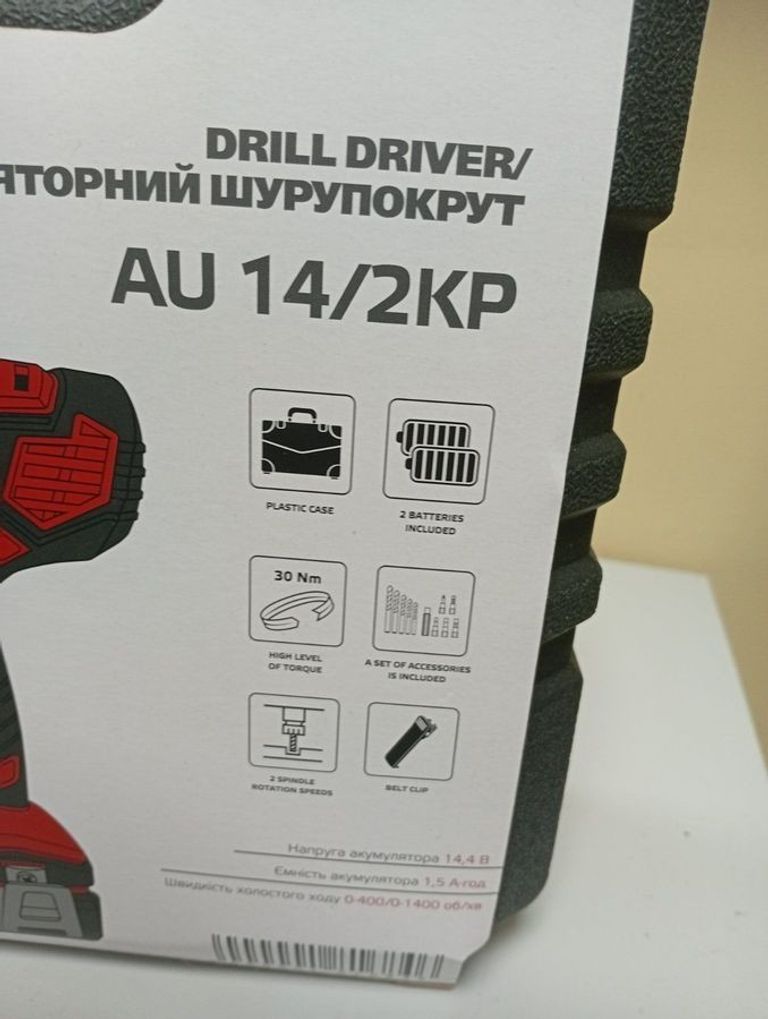 DRILL DRIVER/
ЯТОРНИЙ ШУРУПОКРУТ
AU 14/2КР
PLASTIC CASE
2 BATTERIES
INCLUDED
30 Nm
HIGH LEVEL
OF TORQUE
A SET OF ACCESSORIES
IS INCLUDED
2 SPINDLE
ROTATION SPEEDS
BELT CLIP
Напруга акумулятора 14,4 В
Ємність акумулятора 1,5 А·год
Швидкість холостого ходу 0-400/0-1400 об/хв